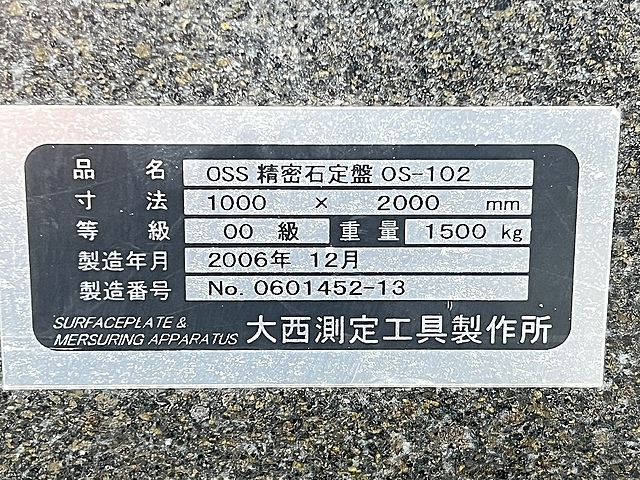 品名 OSS 精密石定盤 OS-102
寸法 1000 × 2000 mm
等級 00 級 重量 1500 kg
製造年月 2006年 12月
製造番号 No. 0601452-13
SURFACEPLATE &
MERSURING APPARATUS 大西測定工具製作所